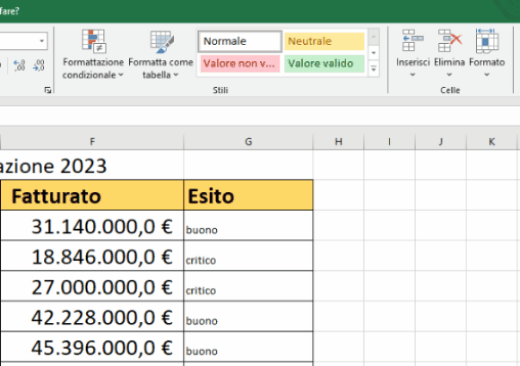 fare?
Normale Neutrale
Valore non v... Valore valido
Formattazione condizionale Formatta come tabella
Inserisci Elimina Formato
Stili Celle
F G H I J K
azione 2023
Fatturato Esito
31.140.000,0 € buono
18.846.000,0 € critico
27.000.000,0 € critico
42.228.000,0 € buono
45.396.000,0 € buono